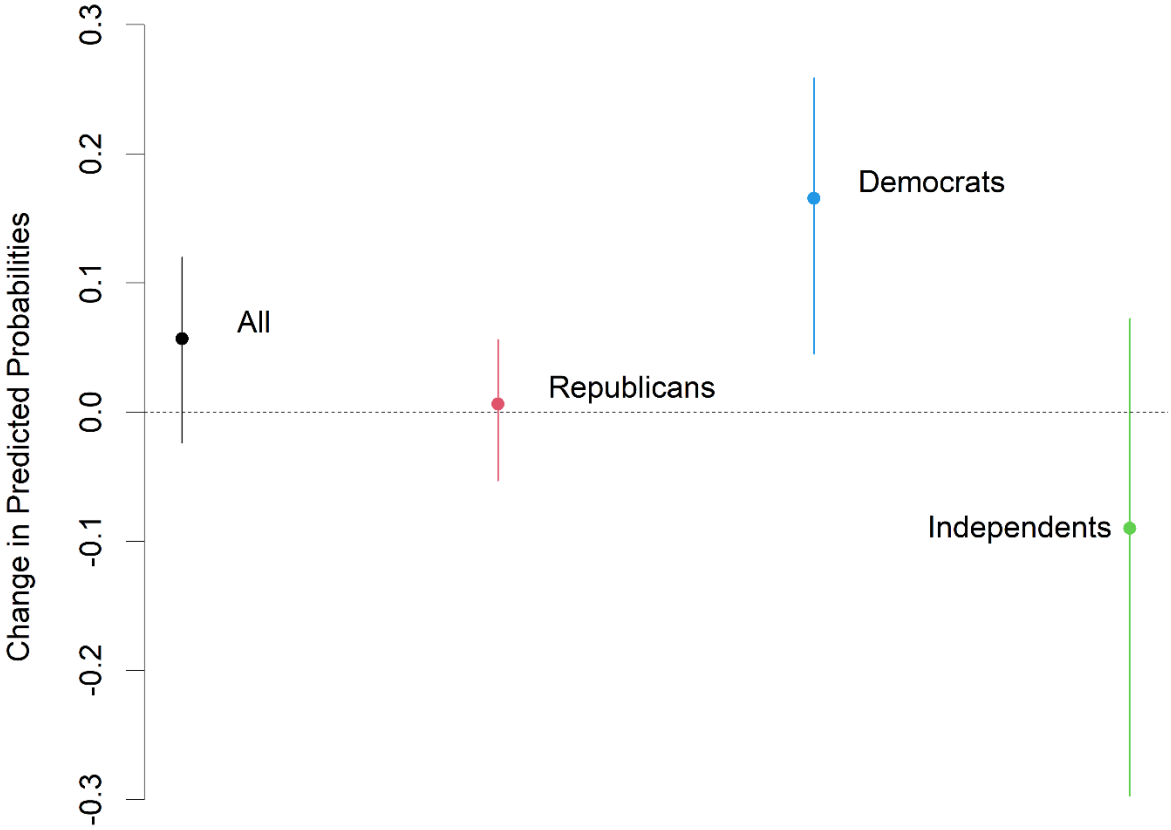 Change in Predicted Probabilities
0.3
0.2
0.1
0.0
-0.1
-0.2
-0.3
All
Republicans
Democrats
Independents